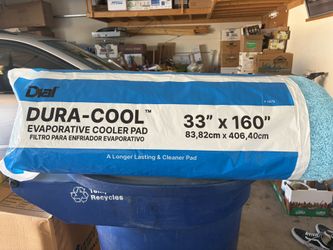 Dial
DURA-COOL™
EVAPORATIVE COOLER PAD
FILTRO PARA ENFRIADOR EVAPORATIVO
33" x 160"
83,82cm x 406,40cm
A Longer Lasting & Cleaner Pad
Recycles